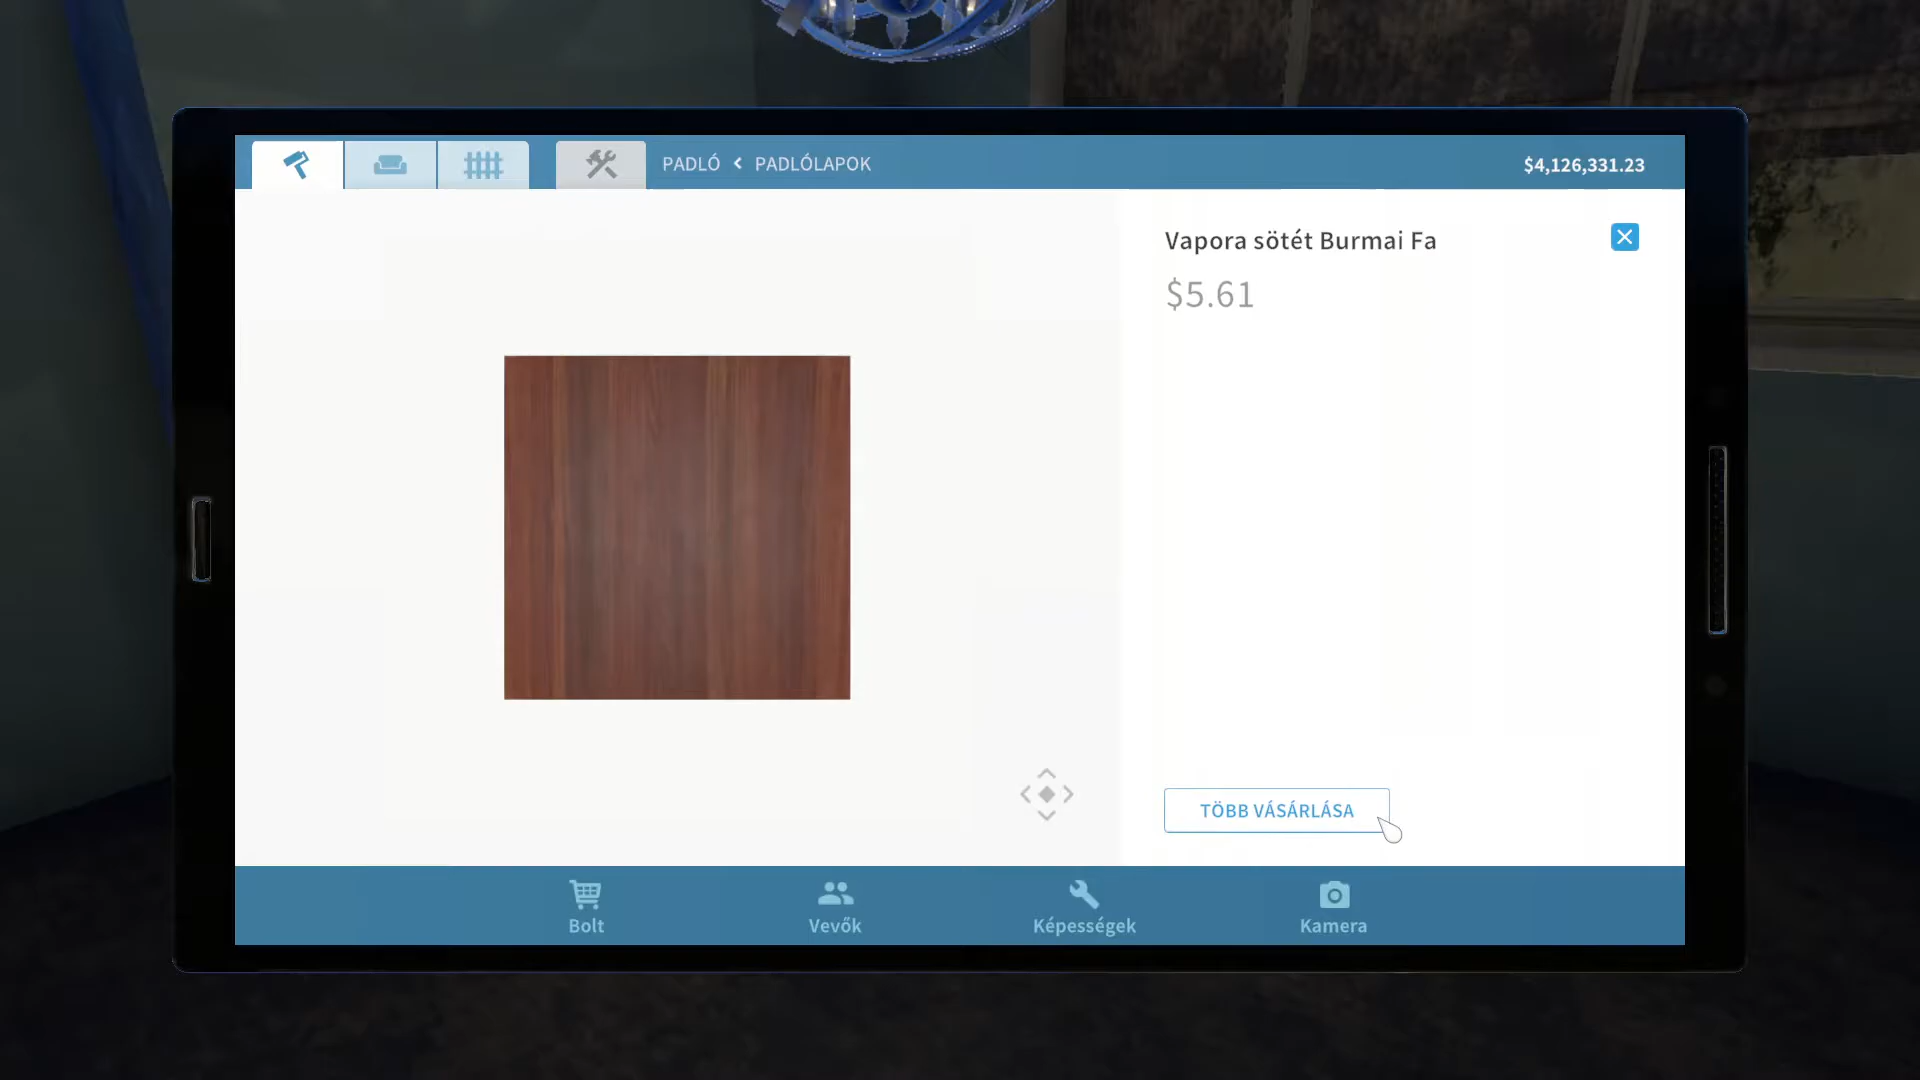 PADLÓ < PADLÓLAPOK
$4,126,331.23
Vapora sötét Burmai Fa
$5.61
TÖBB VÁSÁRLÁSA
Bolt
Vevők
Képességek
Kamera